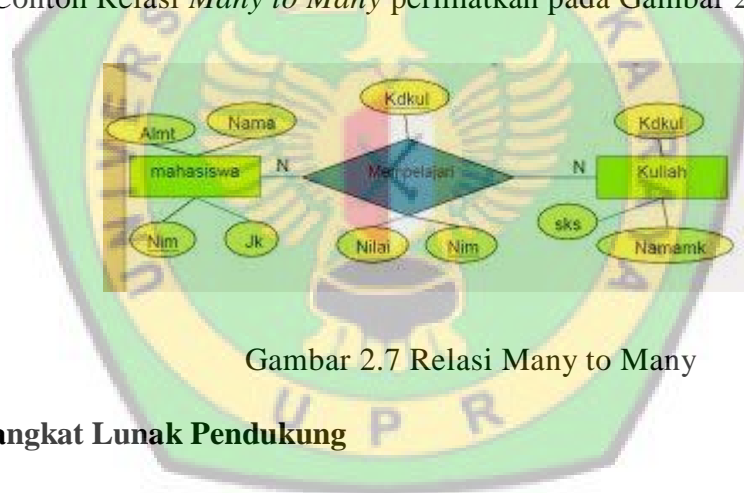 Contoh Relasi Many to Many perlihatkan pada Gambar 2
Kdkul
Almt Nama Kdkul
mahasiswa N Mempelajari N Kuliah
Nim Jk Nilai Nim sks Namamk
Gambar 2.7 Relasi Many to Many
angkat Lunak Pendukung
U P R